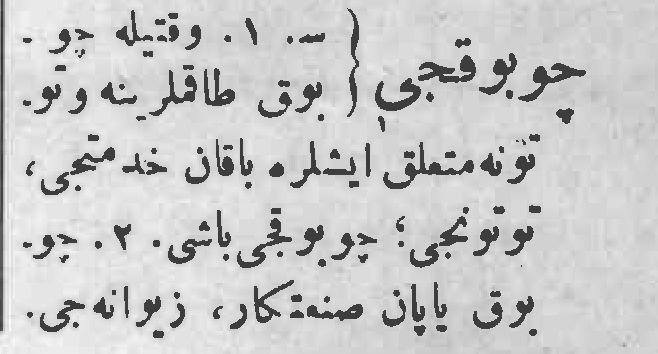 چوبوقجی { س. ١. وقتیله چو -
بوق طاقملرینه وتو-
تونه متعلق ایشلره باقان خدمتجی،
توتونجی؛ چوبوقجی باشی. ٢. چو-
بوق یاپان صنعتکار، زیوانه جی.